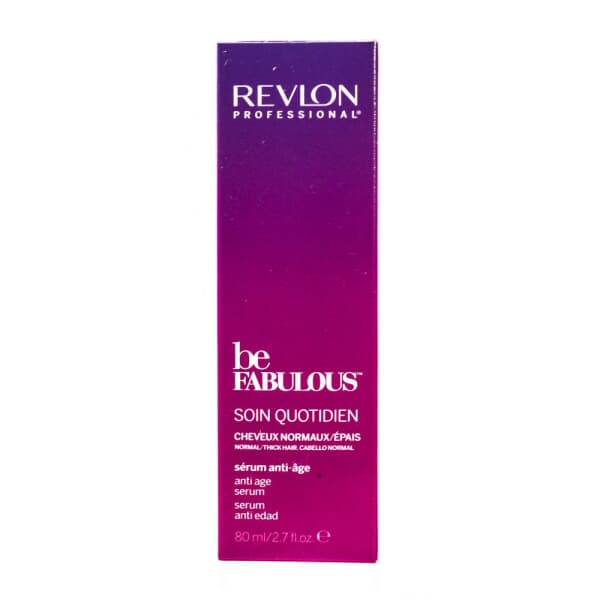 REVLON
PROFESSIONAL®
be
FABULOUS™
SOIN QUOTIDIEN
CHEVEUX NORMAUX/ÉPAIS
NORMAL/THICK HAIR. CABELLO NORMAL
sérum anti-âge
anti age
serum
serum
anti edad
80 ml/2.7 fl.oz. ℮